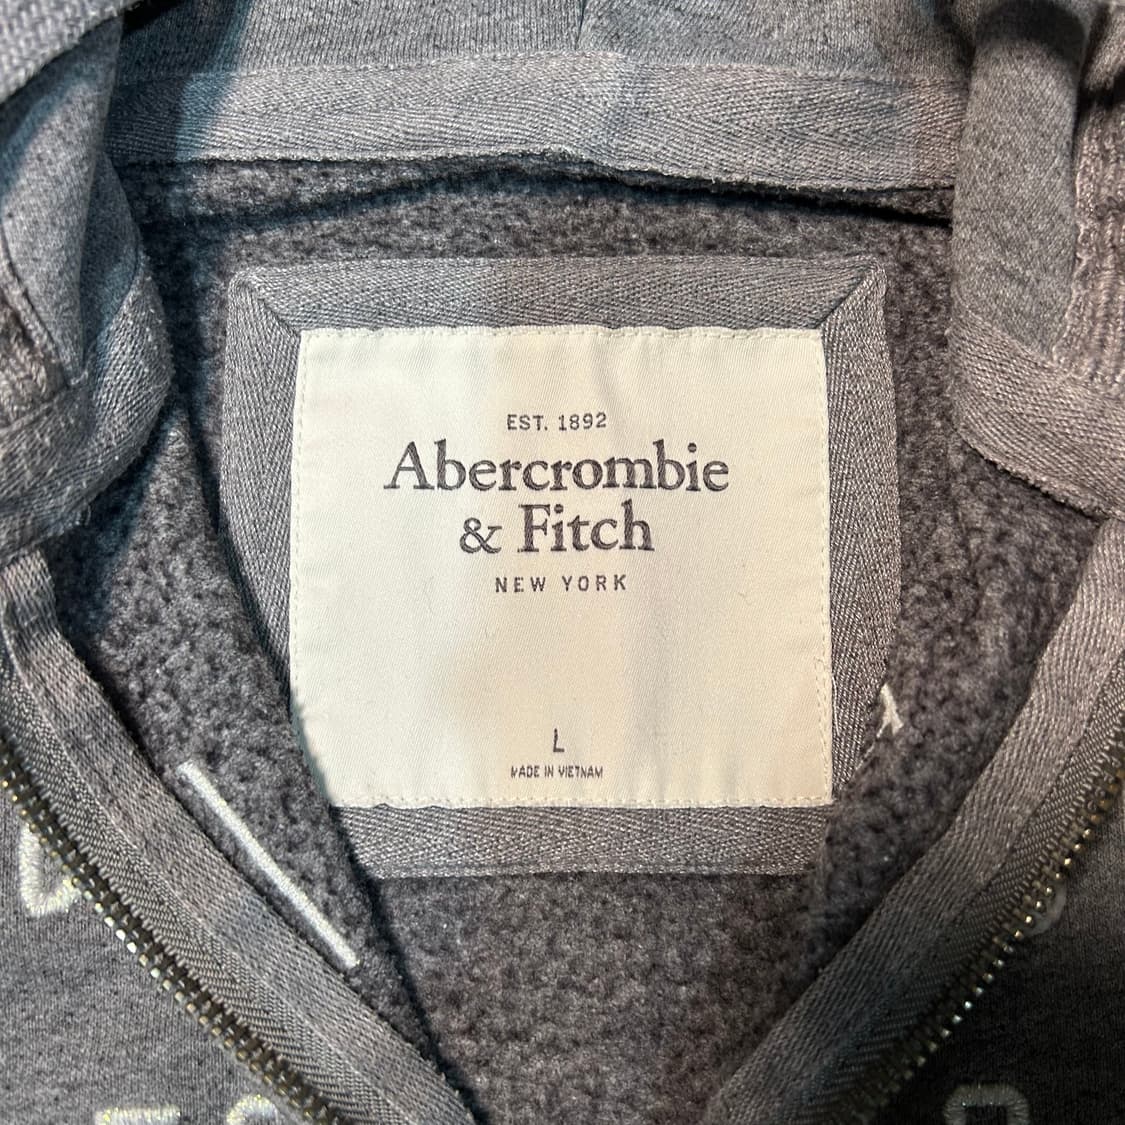 EST. 1892
Abercrombie
& Fitch
NEW YORK
L
MADE IN VIETNAM